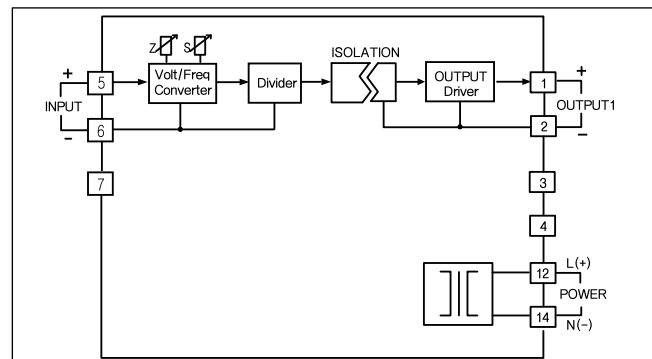 Z S
ISOLATION
+ 5 Volt/Freq Converter Divider OUTPUT Driver 1 +
INPUT OUTPUT1
- 6 2 -
7 3
4
12 L(+)
POWER
14 N(-)